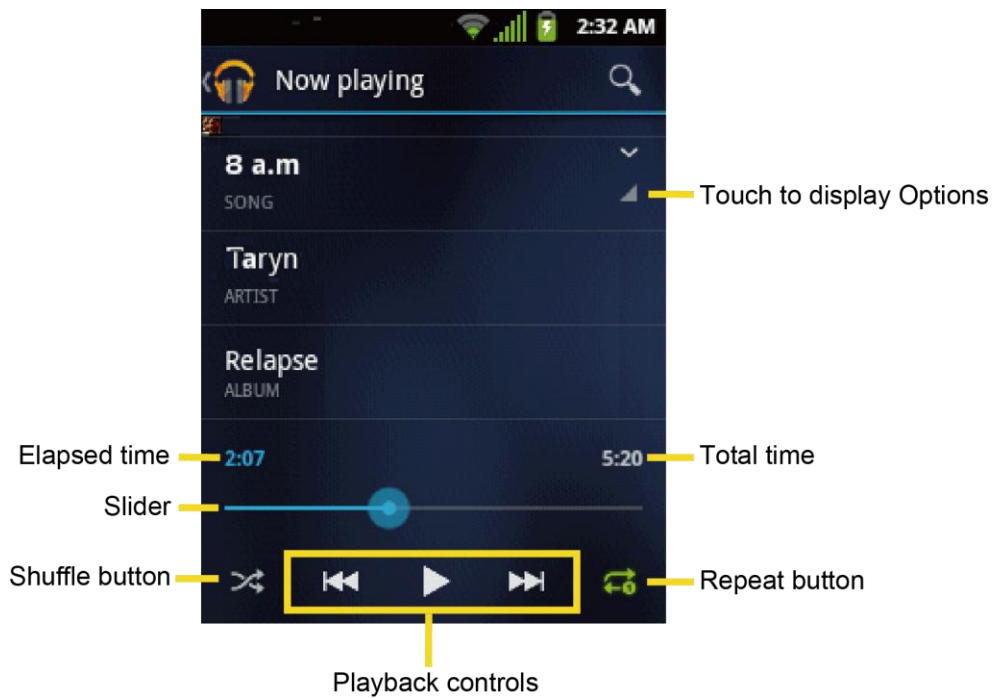 2:32 AM
Now playing
8 a.m
SONG
Touch to display Options
Taryn
ARTIST
Relapse
ALBUM
Elapsed time
2:07
5:20
Total time
Slider
Shuffle button
Repeat button
Playback controls